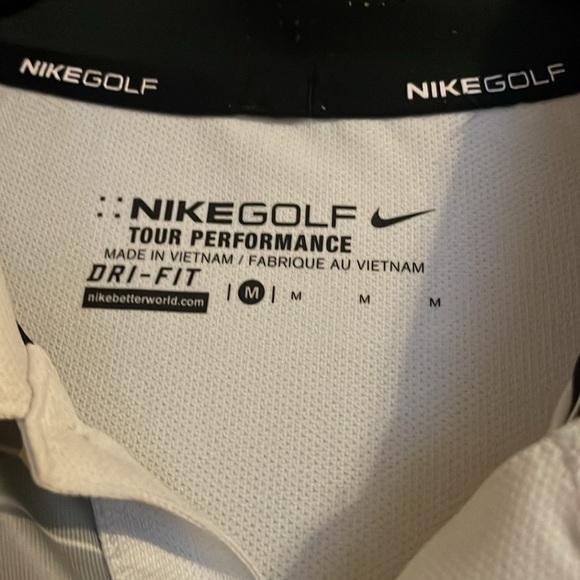 NIKEGOLF
NIKEGOLF
NIKEGOLF
TOUR PERFORMANCE
MADE IN VIETNAM / FABRIQUE AU VIETNAM
DRI-FIT
nikebetterworld.com | M | M M M